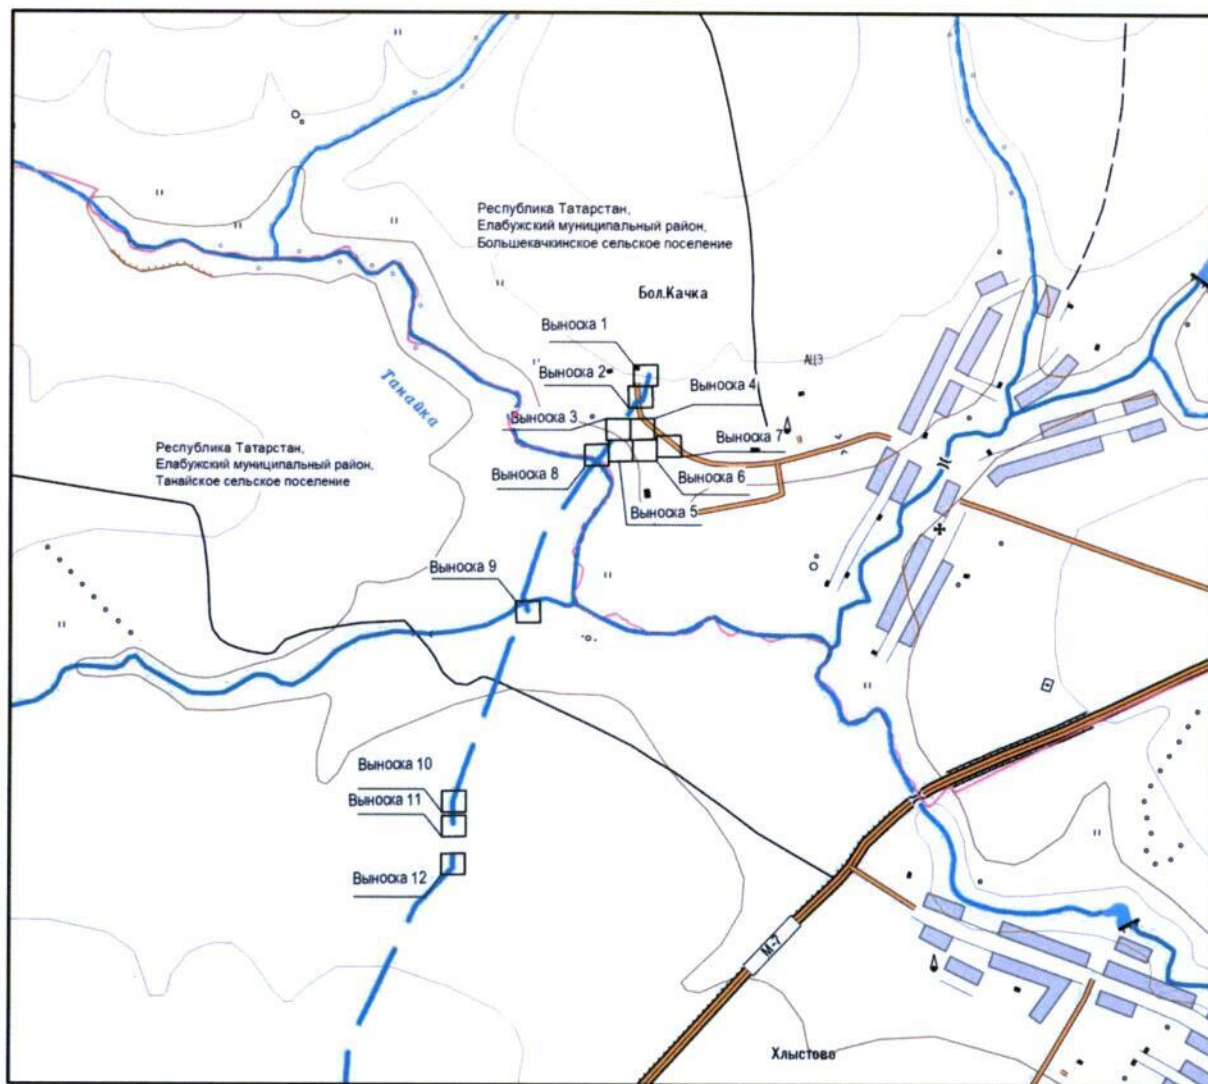 Республика Татарстан,
Елабужский муниципальный район,
Большекачкинское сельское поселение
Бол.Качка
Выноска 1
АЦЗ
Выноска 2
Выноска 4
Танайка
Выноска 3
Выноска 7
Республика Татарстан,
Елабужский муниципальный район,
Танайское сельское поселение
Выноска 8
Выноска 6
Выноска 5
Выноска 9
Выноска 10
Выноска 11
Выноска 12
М-7
Хлыстово